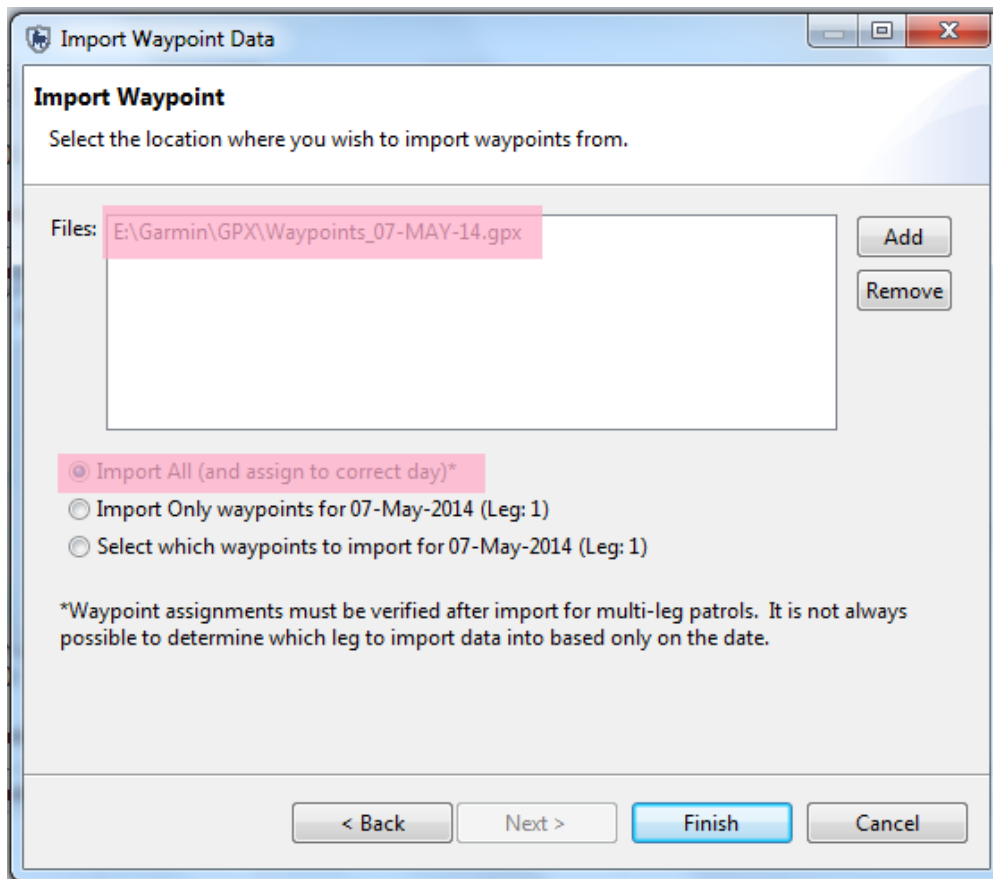 Import Waypoint Data
Import Waypoint
Select the location where you wish to import waypoints from.
Files: E:\Garmin\GPX\Waypoints_07-MAY-14.gpx
Add
Remove
Import All (and assign to correct day)*
Import Only waypoints for 07-May-2014 (Leg: 1)
Select which waypoints to import for 07-May-2014 (Leg: 1)
*Waypoint assignments must be verified after import for multi-leg patrols. It is not always
possible to determine which leg to import data into based only on the date.
< Back Next > Finish Cancel